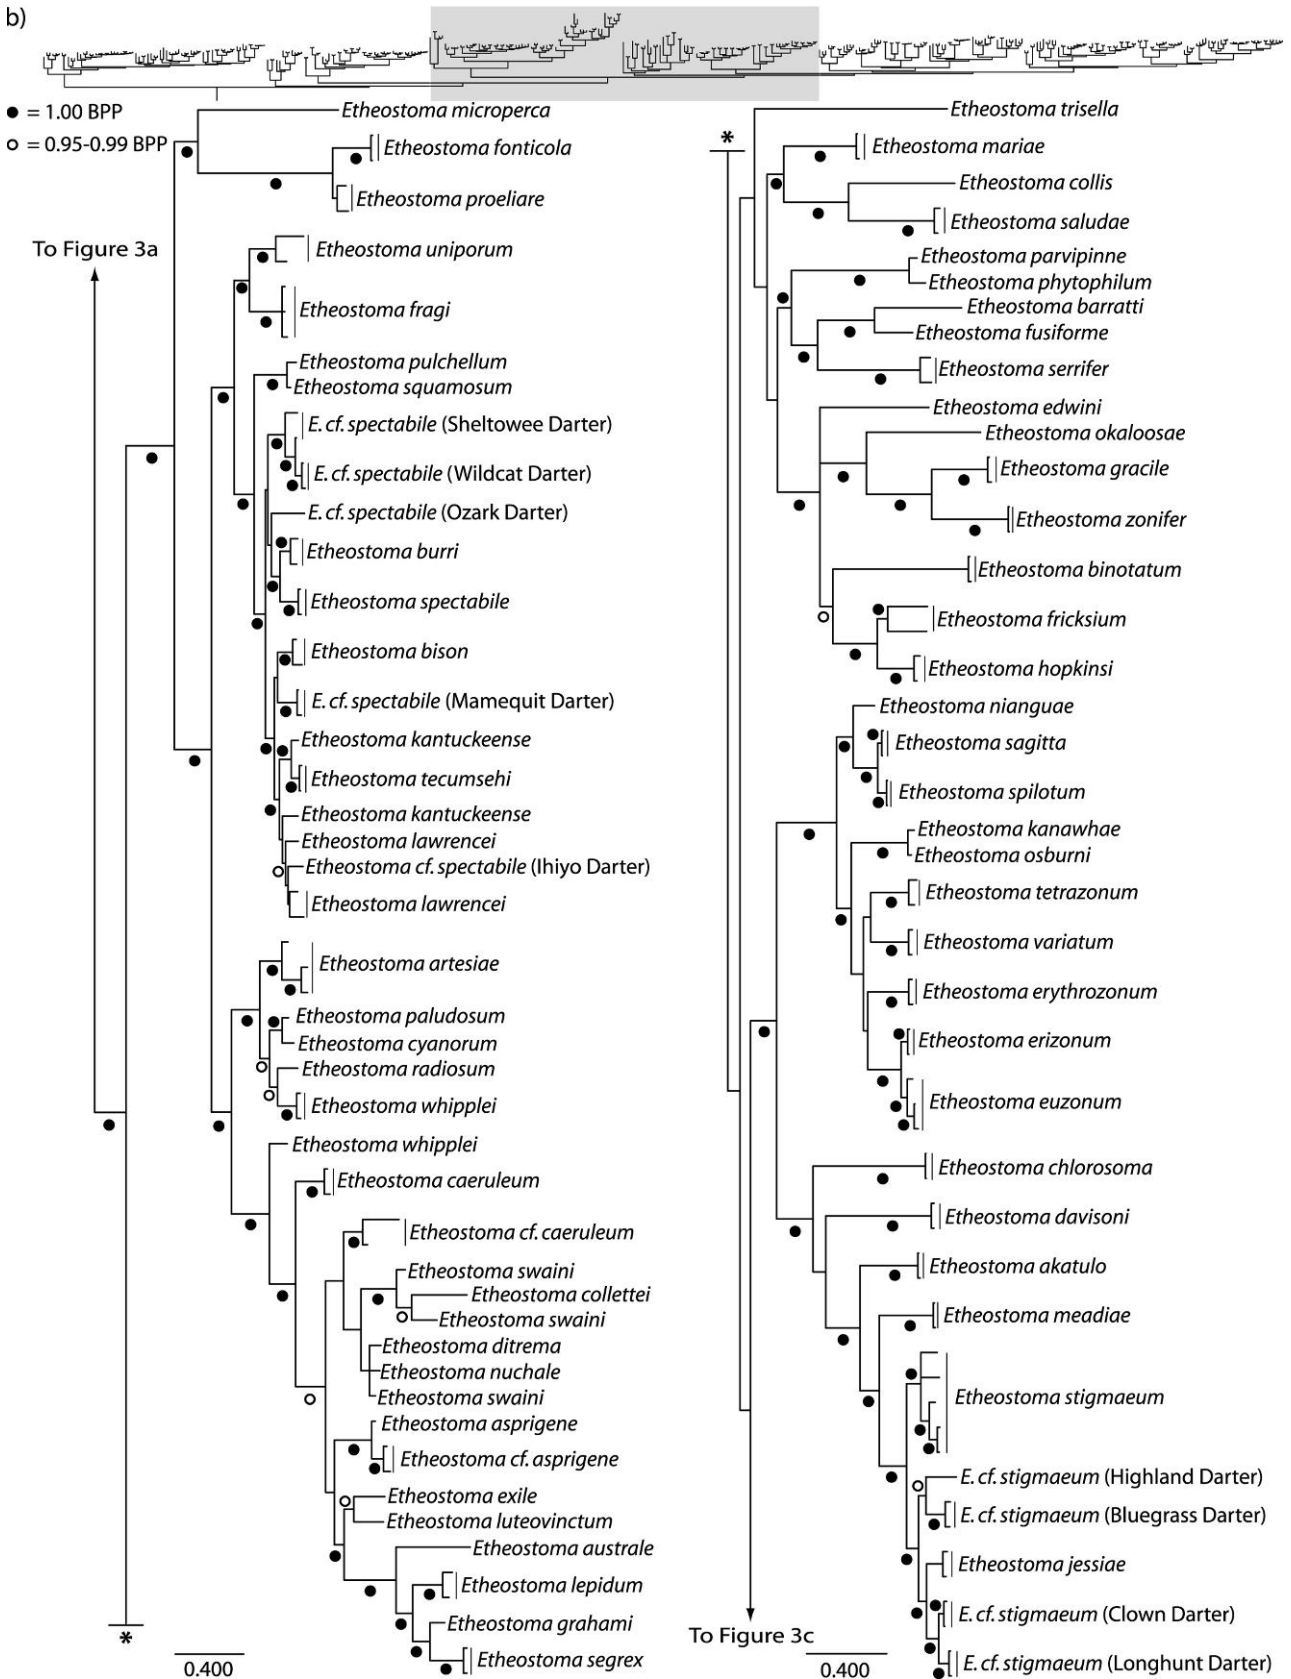 b)
● = 1.00 BPP
○ = 0.95-0.99 BPP
To Figure 3a
Etheostoma microperca
Etheostoma fonticola
Etheostoma proeliare
Etheostoma uniporum
Etheostoma fragi
Etheostoma pulchellum
Etheostoma squamosum
E. cf. spectabile (Sheltowee Darter)
E. cf. spectabile (Wildcat Darter)
E. cf. spectabile (Ozark Darter)
Etheostoma burri
Etheostoma spectabile
Etheostoma bison
E. cf. spectabile (Mamequit Darter)
Etheostoma kantuckeense
Etheostoma tecumsehi
Etheostoma kantuckeense
Etheostoma lawrencei
Etheostoma cf. spectabile (Ihiyo Darter)
Etheostoma lawrencei
Etheostoma artesiae
Etheostoma paludosum
Etheostoma cyanorum
Etheostoma radiosum
Etheostoma whipplei
Etheostoma whipplei
Etheostoma caeruleum
Etheostoma cf. caeruleum
Etheostoma swaini
Etheostoma collettei
Etheostoma swaini
Etheostoma ditrema
Etheostoma nuchale
Etheostoma swaini
Etheostoma asprigene
Etheostoma cf. asprigene
Etheostoma exile
Etheostoma luteovinctum
Etheostoma australe
Etheostoma lepidum
Etheostoma grahami
Etheostoma segrex
*
0.400
*
Etheostoma trisella
Etheostoma mariae
Etheostoma collis
Etheostoma saludae
Etheostoma parvipinne
Etheostoma phytophilum
Etheostoma barratti
Etheostoma fusiforme
Etheostoma serrifer
Etheostoma edwini
Etheostoma okaloosae
Etheostoma gracile
Etheostoma zonifer
Etheostoma binotatum
Etheostoma fricksium
Etheostoma hopkinsi
Etheostoma nianguae
Etheostoma sagitta
Etheostoma spilotum
Etheostoma kanawhae
Etheostoma osburni
Etheostoma tetrazonum
Etheostoma variatum
Etheostoma erythrozonum
Etheostoma erizonum
Etheostoma euzonum
Etheostoma chlorosoma
Etheostoma davisoni
Etheostoma akatulo
Etheostoma meadiae
Etheostoma stigmaeum
E. cf. stigmaeum (Highland Darter)
E. cf. stigmaeum (Bluegrass Darter)
Etheostoma jessiae
E. cf. stigmaeum (Clown Darter)
E. cf. stigmaeum (Longhunt Darter)
To Figure 3c
0.400